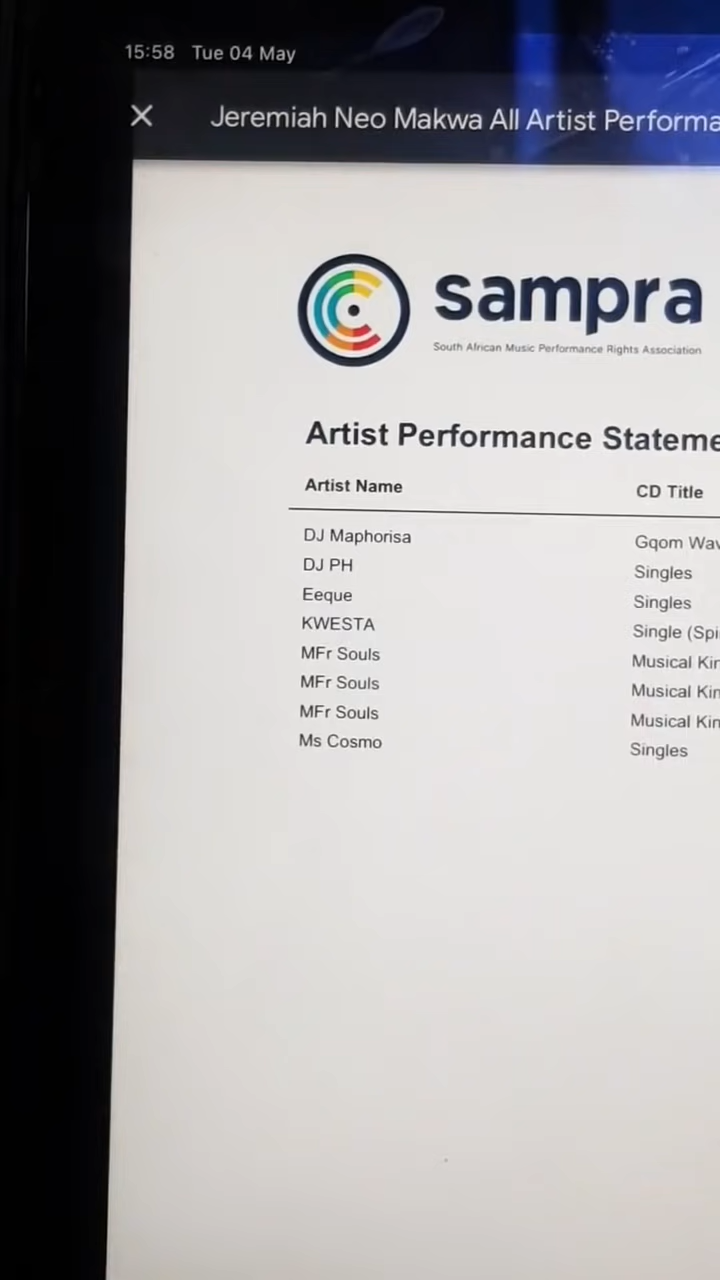 15:58 Tue 04 May
Jeremiah Neo Makwa All Artist Performa
sampra
South African Music Performance Rights Association
Artist Performance Stateme
Artist Name CD Title
DJ Maphorisa Gqom Wav
DJ PH Singles
Eeque Singles
KWESTA Single (Spi
MFr Souls Musical Kin
MFr Souls Musical Kin
MFr Souls Musical Kin
Ms Cosmo Singles